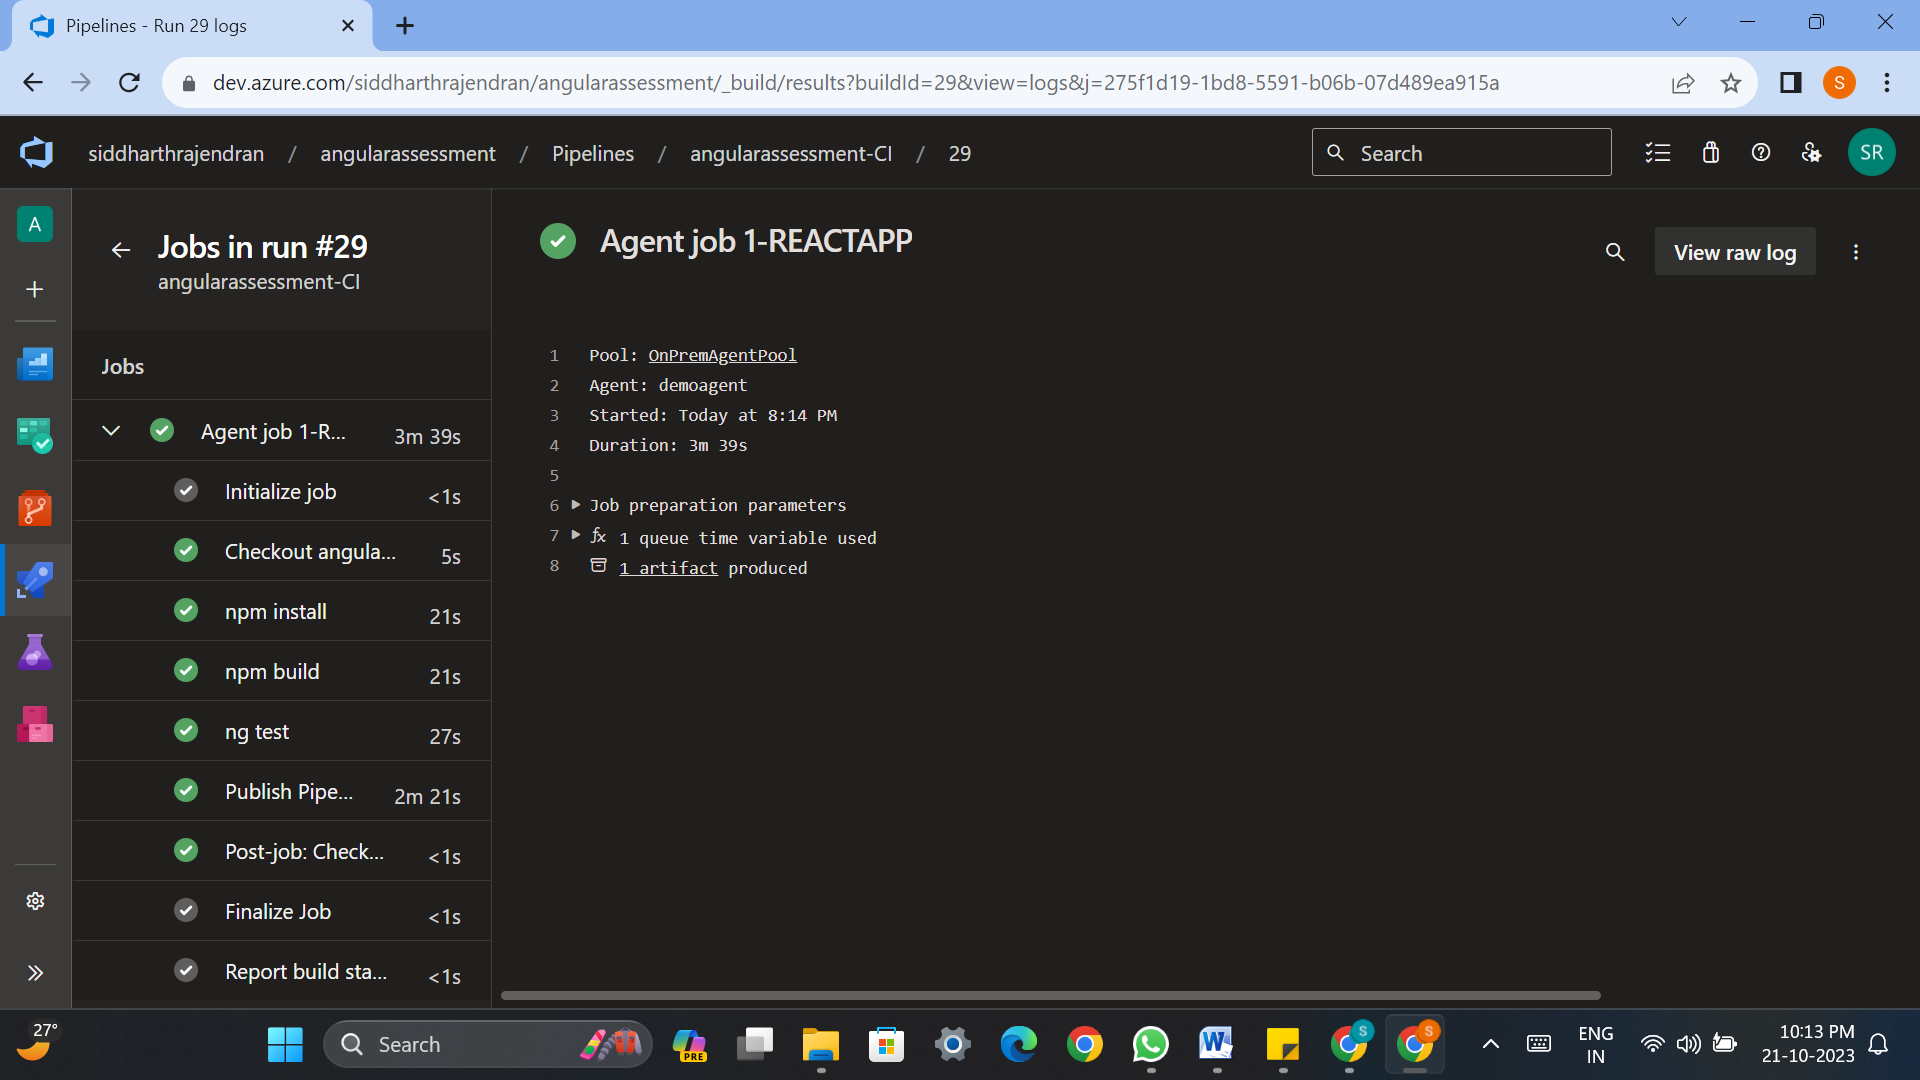 Pipelines - Run 29 logs
dev.azure.com/siddharthrajendran/angularassessment/_build/results?buildId=29&view=logs&j=275f1d19-1bd8-5591-b06b-07d489ea915a
S
siddharthrajendran / angularassessment / Pipelines / angularassessment-CI / 29
Search
SR
A
Jobs in run #29
angularassessment-CI
Jobs
Agent job 1-R... 3m 39s
Initialize job <1s
Checkout angula... 5s
npm install 21s
npm build 21s
ng test 27s
Publish Pipe... 2m 21s
Post-job: Check... <1s
Finalize Job <1s
Report build sta... <1s
Agent job 1-REACTAPP
View raw log
1 Pool: OnPremAgentPool
2 Agent: demoagent
3 Started: Today at 8:14 PM
4 Duration: 3m 39s
5
6 Job preparation parameters
7 fx 1 queue time variable used
8 1 artifact produced
27°
Search
PRE
W
S
S
ENG
IN
10:13 PM
21-10-2023